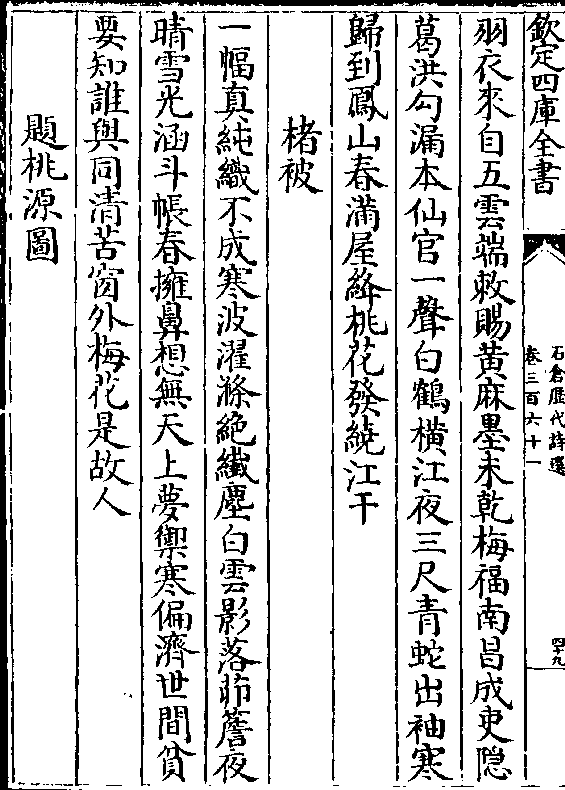 欽定四庫全書
石倉歷代詩選
卷三百六十一
四十九
羽衣來自五雲端敕賜黄麻墨未乾梅福南昌成吏隠
葛洪勾漏本仙官一聲白鶴横江夜三尺青蛇出袖寒
歸到鳳山春滿屋絳桃花發繞江干
楮被
一幅真純織不成寒波濯滌絶纎塵白雲影落茆簷夜
晴雪光涵斗帳春擁鼻想無天上夢禦寒偏濟世間貧
要知誰與同清苦窗外梅花是故人
題桃源圖